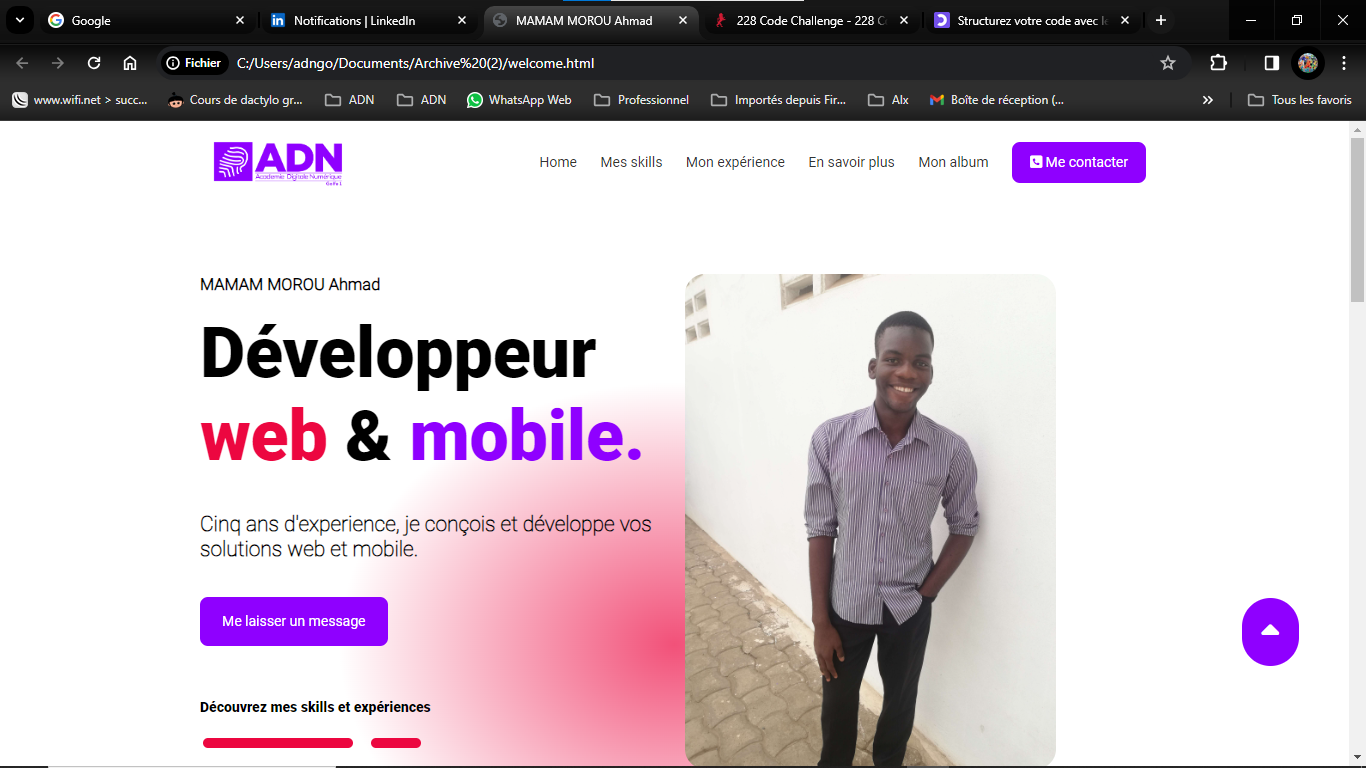 Google
Notifications | LinkedIn
MAMAM MOROU Ahmad
228 Code Challenge - 228 C
Structurez votre code avec le
Fichier
C:/Users/adngo/Documents/Archive%20(2)/welcome.html
www.wifi.net > succ...
Cours de dactylo gr...
ADN
ADN
WhatsApp Web
Professionnel
Importés depuis Fir...
Alx
Boîte de réception (...
Tous les favoris
ADN
Académie Digitale Numérique
Golfe 1
Home
Mes skills
Mon expérience
En savoir plus
Mon album
Me contacter
MAMAM MOROU Ahmad
Développeur
web & mobile.
Cinq ans d'experience, je conçois et développe vos
solutions web et mobile.
Me laisser un message
Découvrez mes skills et expériences